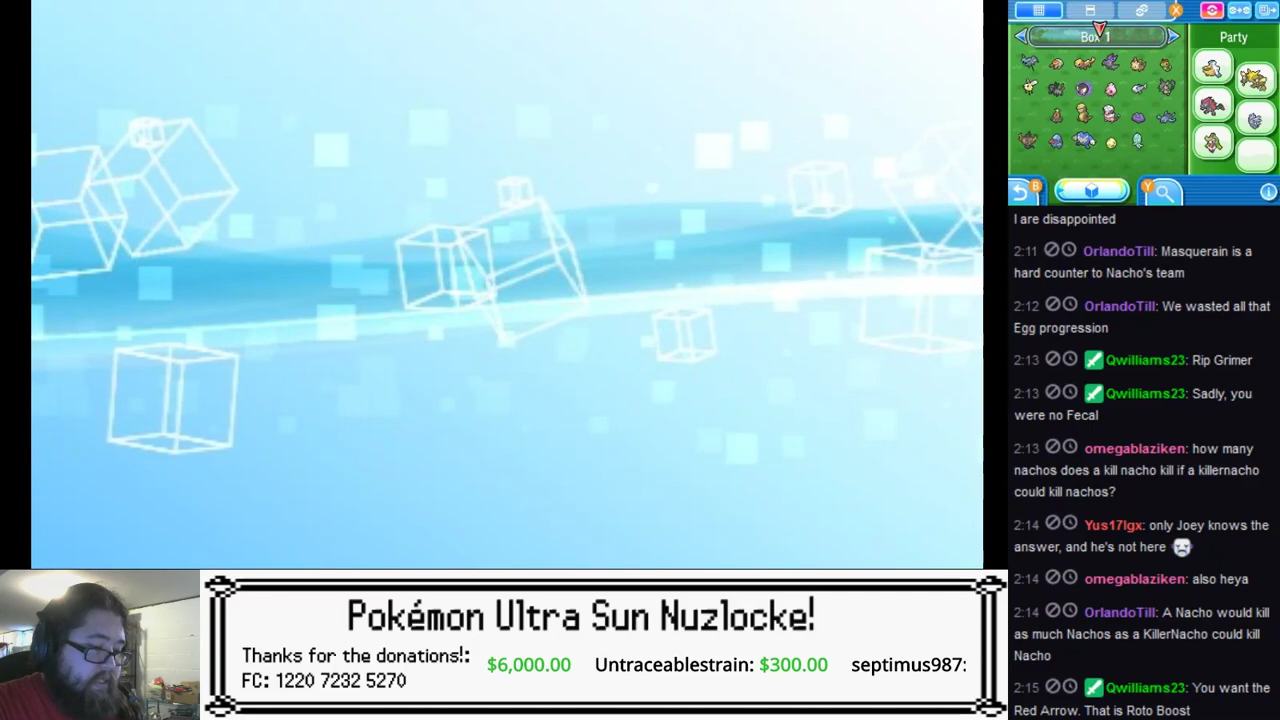 X
Box 1
Party
B
Y
I are disappointed
2:11 OrlandoTill: Masquerain is a
hard counter to Nacho's team
2:12 OrlandoTill: We wasted all that
Egg progression
2:13 Qwilliams23: Rip Grimer
2:13 Qwilliams23: Sadly, you
were no Fecal
2:13 omegablaziken: how many
nachos does a kill nacho kill if a killernacho
could kill nachos?
2:14 Yus17lgx: only Joey knows the
answer, and he's not here
2:14 omegablaziken: also heya
2:14 OrlandoTill: A Nacho would kill
as much Nachos as a KillerNacho could kill
Nacho
2:15 Qwilliams23: You want the
Red Arrow. That is Roto Boost
Pokémon Ultra Sun Nuzlocke!
Thanks for the donations!:
$6,000.00 Untraceablestrain: $300.00 septimus987:
FC: 1220 7232 5270